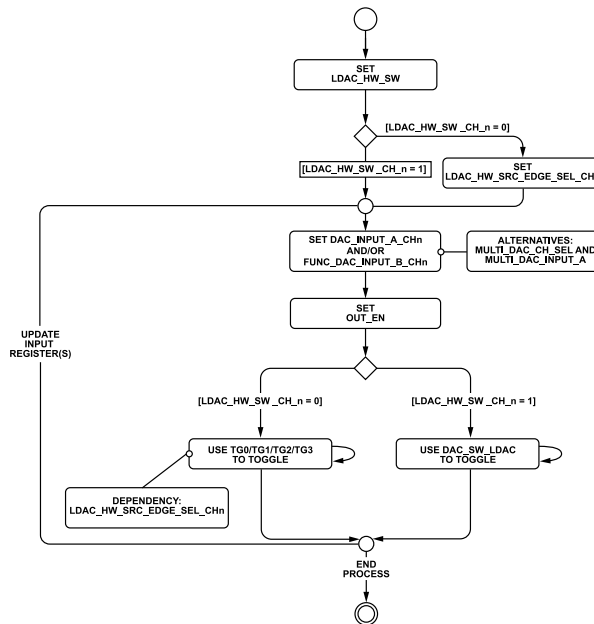 SET
LDAC_HW_SW
[LDAC_HW_SW _CH_n = 0]
[LDAC_HW_SW _CH_n = 1]
SET
LDAC_HW_SRC_EDGE_SEL_CH
SET DAC_INPUT_A_CHn
AND/OR
FUNC_DAC_INPUT_B_CHn
ALTERNATIVES:
MULTI_DAC_CH_SEL AND
MULTI_DAC_INPUT_A
SET
OUT_EN
UPDATE
INPUT
REGISTER(S)
[LDAC_HW_SW _CH_n = 0]
[LDAC_HW_SW _CH_n = 1]
USE TG0/TG1/TG2/TG3
TO TOGGLE
USE DAC_SW_LDAC
TO TOGGLE
DEPENDENCY:
LDAC_HW_SRC_EDGE_SEL_CHn
END
PROCESS